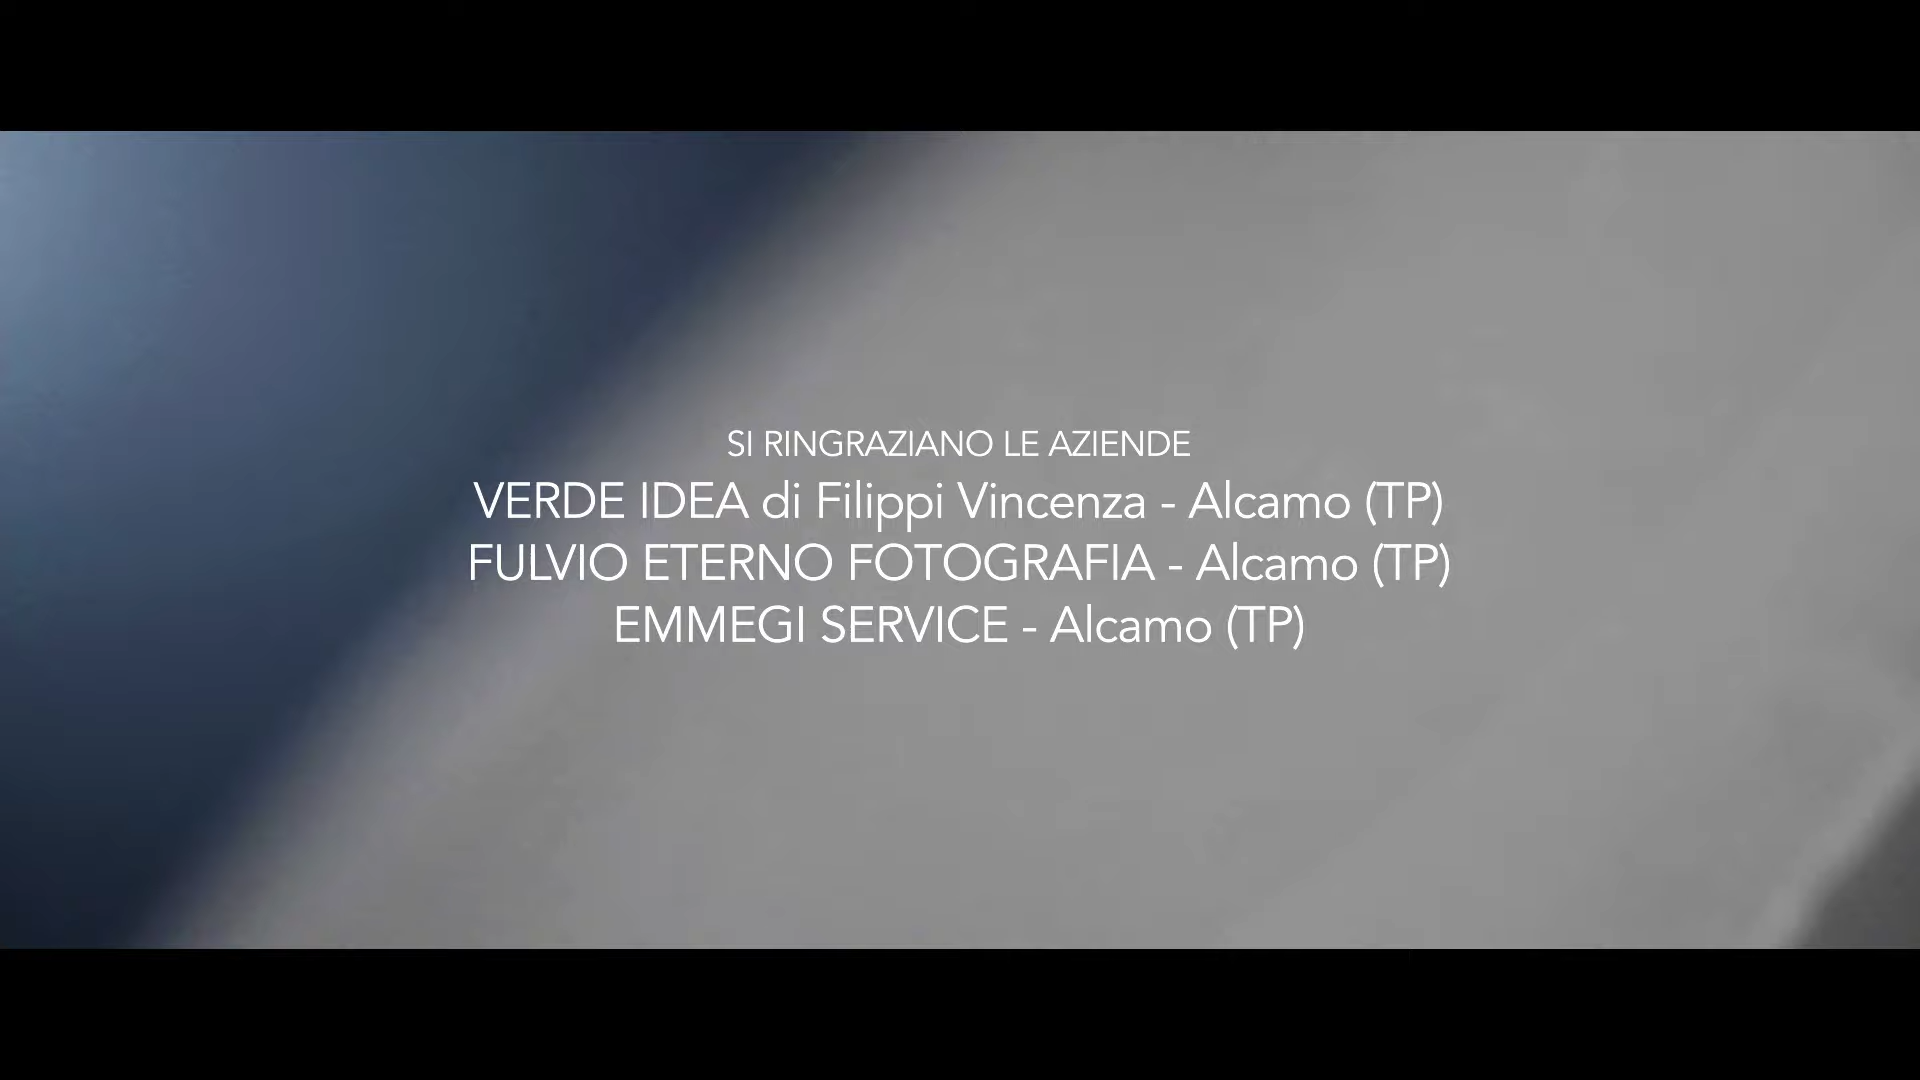 SI RINGRAZIANO LE AZIENDE
VERDE IDEA di Filippi Vincenza - Alcamo (TP)
FULVIO ETERNO FOTOGRAFIA - Alcamo (TP)
EMMEGI SERVICE - Alcamo (TP)